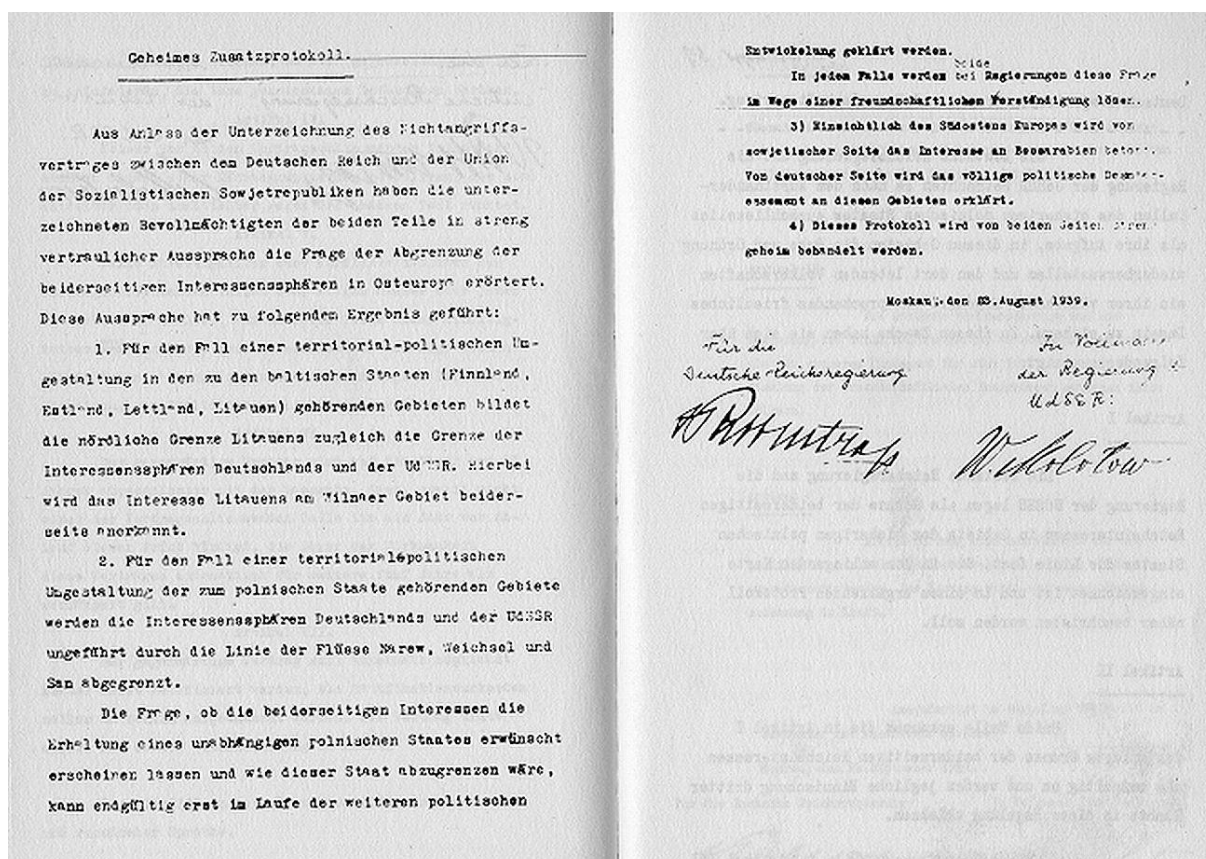 Geheimes Zusatzprotokoll.
Aus Anlass der Unterzeichnung des Nichtangriffs-
vertrages zwischen dem Deutschen Reich und der Union
der Sozialistischen Sowjetrepubliken haben die unter-
zeichneten Bevollmächtigten der beiden Teile in streng
vertraulicher Aussprache die Frage der Abgrenzung der
beiderseitigen Interessenssphären in Osteuropa erörtert.
Diese Aussprache hat zu folgendem Ergebnis geführt:
1. Für den Fall einer territorial-politischen Um-
gestaltung in den zu den baltischen Staaten (Finnland,
Estland, Lettland, Litauen) gehörenden Gebieten bildet
die nördliche Grenze Litauens zugleich die Grenze der
Interessenssphären Deutschlands und der UdSSR. Hierbei
wird das Interesse Litauens am Wilnaer Gebiet beider-
seits anerkannt.
2. Für den Fall einer territorial-politischen
Umgestaltung der zum polnischen Staate gehörenden Gebiete
werden die Interessenssphären Deutschlands und der UdSSR
ungefährt durch die Linie der Flüsse Narew, Weichsel und
San abgegrenzt.
Die Frage, ob die beiderseitigen Interessen die
Erhaltung eines unabhängigen polnischen Staates erwünscht
erscheinen lassen und wie dieser Staat abzugrenzen wäre,
kann endgültig erst im Laufe der weiteren politischen
Entwickelung geklärt werden.
beide
In jedem Falle werden bei Regierungen diese Frage
im Wege einer freundschaftlichen Verständigung lösen.
3) Hinsichtlich des Südostens Europas wird von
sowjetischer Seite das Interesse an Bessarabien betont.
Von deutscher Seite wird das völlige politische Desinter-
essement an diesen Gebieten erklärt.
4) Dieses Protokoll wird von beiden Seiten streng
geheim behandelt werden.
Moskau, den 23. August 1939.
Für die
Deutsche Reichsregierung
In Vollmacht
der Regierung
UdSSR:
W. Molotow